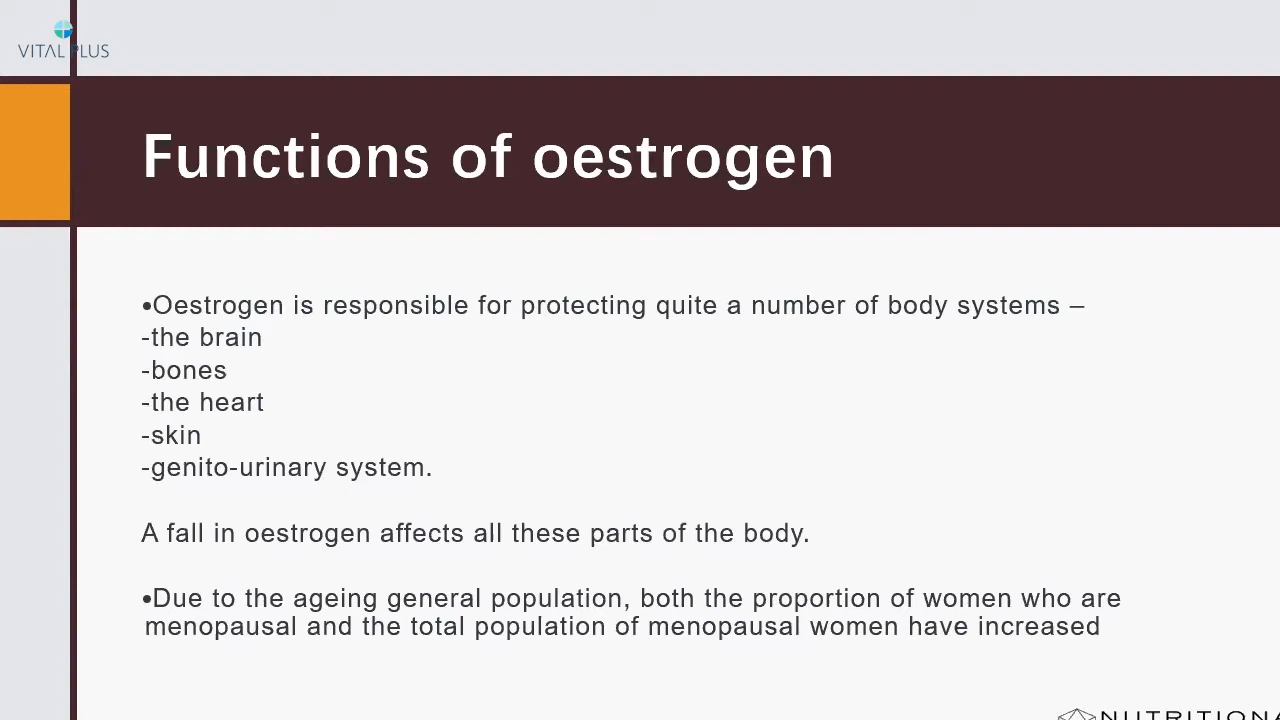 VITAL PLUS
Functions of oestrogen
•Oestrogen is responsible for protecting quite a number of body systems –
-the brain
-bones
-the heart
-skin
-genito-urinary system.
A fall in oestrogen affects all these parts of the body.
•Due to the ageing general population, both the proportion of women who are
menopausal and the total population of menopausal women have increased